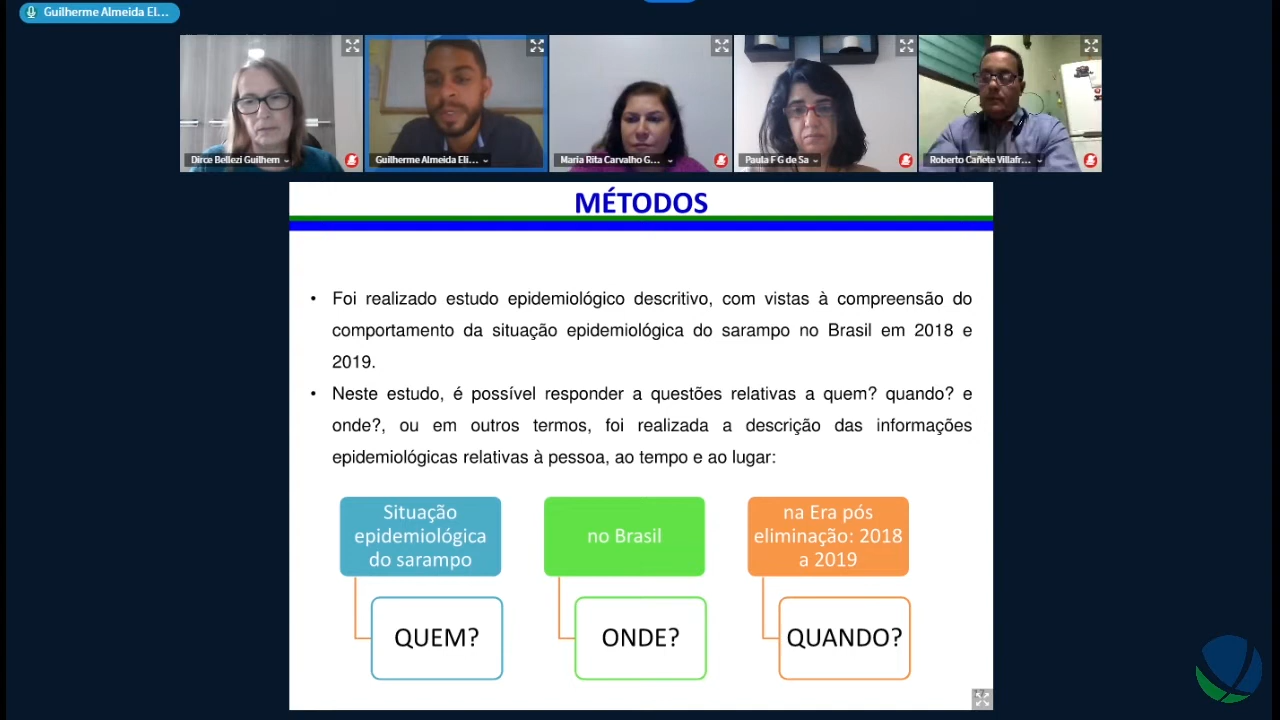 Guilherme Almeida El...
Dirce Bellezi Guilhem
Guilherme Almeida Eli...
Maria Rita Carvalho G...
Paula F G de Sa
Roberto Cañete Villafr...
MÉTODOS
• Foi realizado estudo epidemiológico descritivo, com vistas à compreensão do
comportamento da situação epidemiológica do sarampo no Brasil em 2018 e
2019.
• Neste estudo, é possível responder a questões relativas a quem? quando? e
onde?, ou em outros termos, foi realizada a descrição das informações
epidemiológicas relativas à pessoa, ao tempo e ao lugar:
Situação
epidemiológica
do sarampo
no Brasil
na Era pós
eliminação: 2018
a 2019
QUEM?
ONDE?
QUANDO?